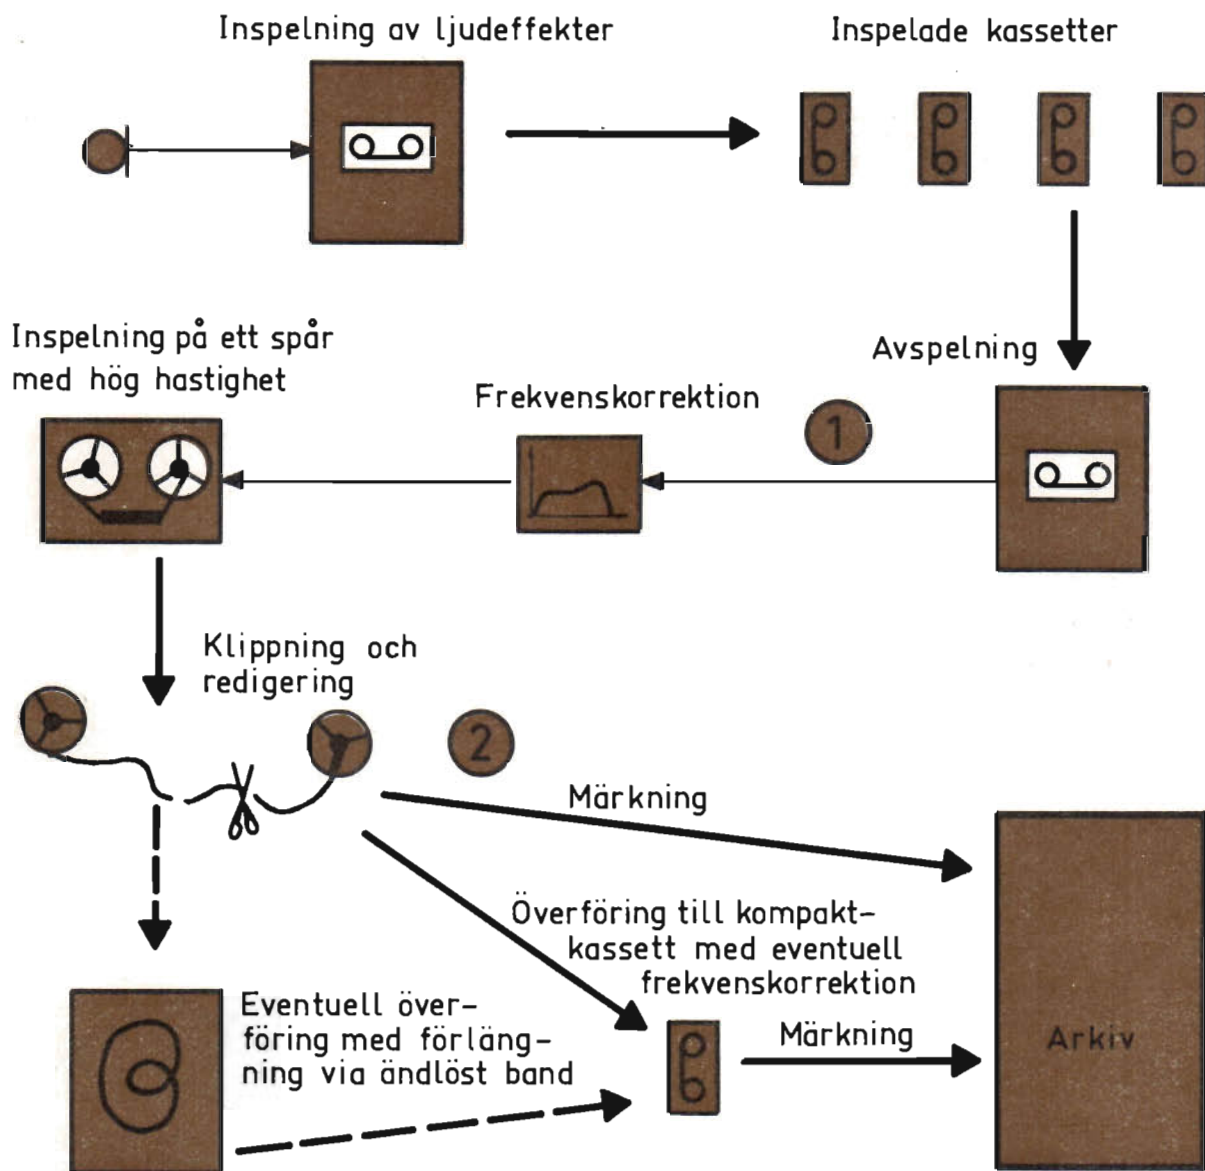 Inspelning av ljudeffekter
Inspelade kassetter
Inspelning på ett spår
med hög hastighet
Avspelning
Frekvenskorrektion
1
Klippning och
redigering
2
Märkning
Överföring till kompakt-
kassett med eventuell
frekvenskorrektion
Eventuell över-
föring med förläng-
ning via ändlöst band
Märkning
Arkiv